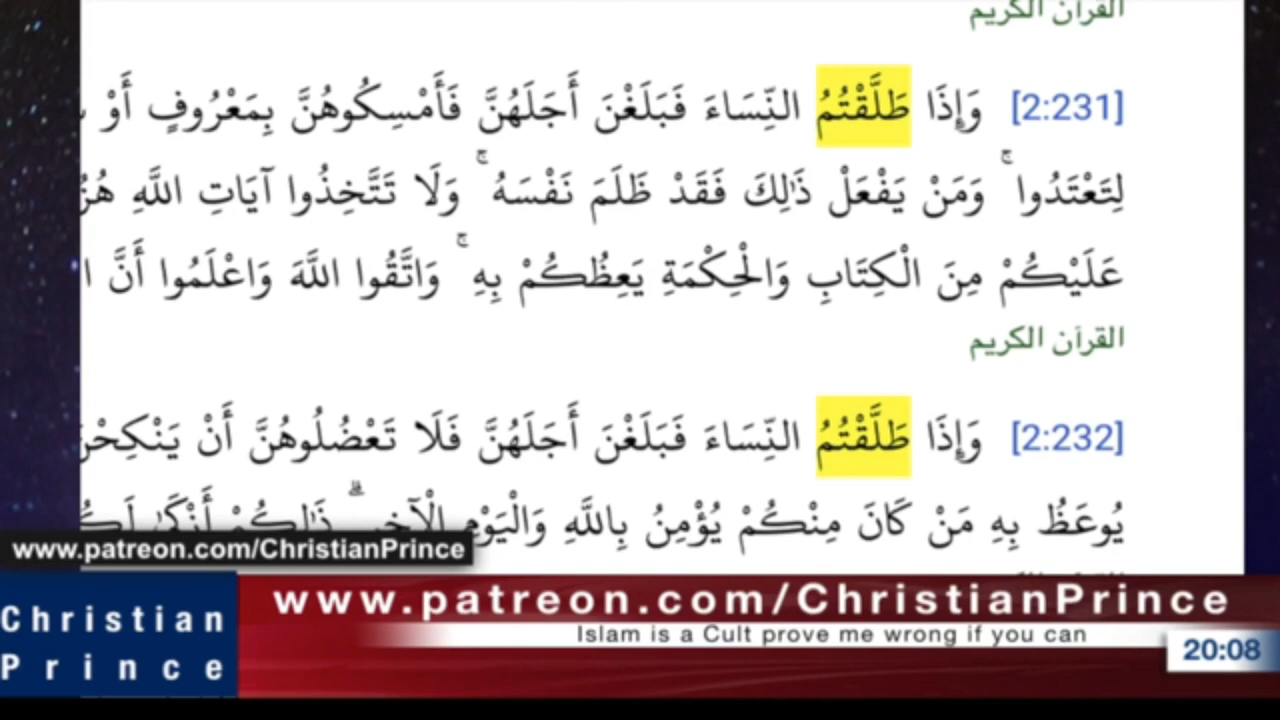 القرآن الكريم
[2:231] وَإِذَا طَلَّقْتُمُ النِّسَاءَ فَبَلَغْنَ أَجَلَهُنَّ فَأَمْسِكُوهُنَّ بِمَعْرُوفٍ أَوْ
لِتَعْتَدُوا ۚ وَمَنْ يَفْعَلْ ذَٰلِكَ فَقَدْ ظَلَمَ نَفْسَهُ ۚ وَلَا تَتَّخِذُوا آيَاتِ اللَّهِ
عَلَيْكُمْ مِنَ الْكِتَابِ وَالْحِكْمَةِ يَعِظُكُمْ بِهِ ۚ وَاتَّقُوا اللَّهَ وَاعْلَمُوا أَنَّ
القرآن الكريم
[2:232] وَإِذَا طَلَّقْتُمُ النِّسَاءَ فَبَلَغْنَ أَجَلَهُنَّ فَلَا تَعْضُلُوهُنَّ أَنْ يَنْكِحْنَ
يُوعَظُ بِهِ مَنْ كَانَ مِنْكُمْ يُؤْمِنُ بِاللَّهِ وَالْيَوْمِ الْآخِرِ ۗ ذَٰلِكُمْ أَزْكَىٰ
www.patreon.com/ChristianPrince
Christian
Prince
www.patreon.com/ChristianPrince
Islam is a Cult prove me wrong if you can
20:08